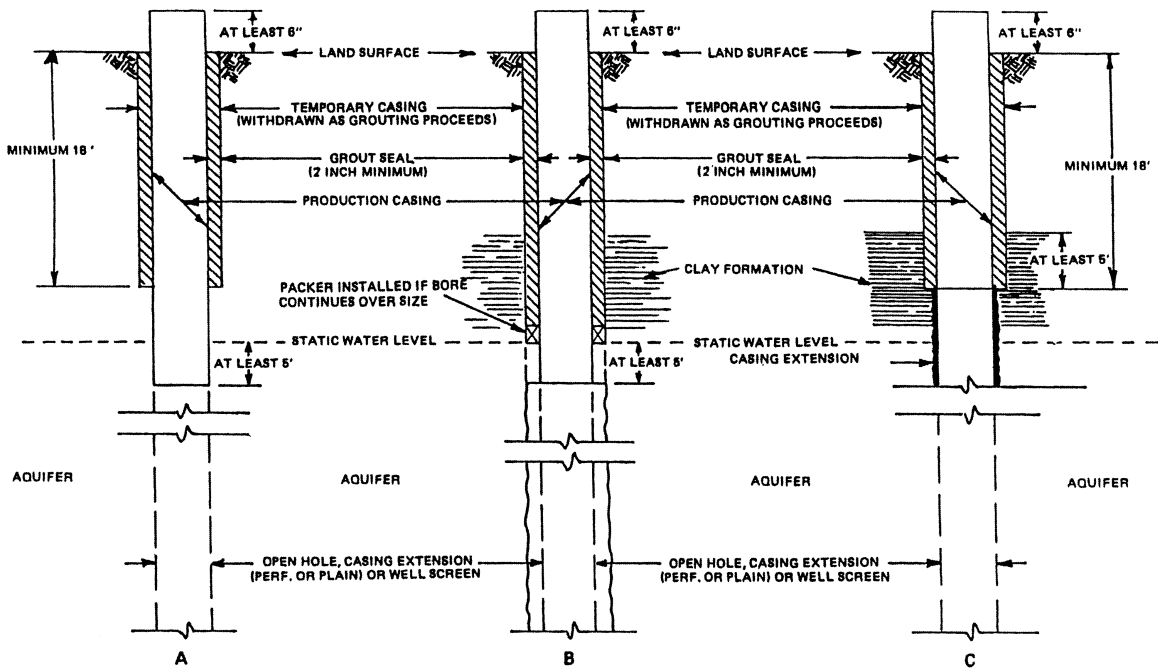 AT LEAST 6"
AT LEAST 6"
AT LEAST 6"
LAND SURFACE
LAND SURFACE
TEMPORARY CASING
(WITHDRAWN AS GROUTING PROCEEDS)
TEMPORARY CASING
(WITHDRAWN AS GROUTING PROCEEDS)
MINIMUM 18'
GROUT SEAL
(2 INCH MINIMUM)
GROUT SEAL
(2 INCH MINIMUM)
MINIMUM 18'
PRODUCTION CASING
PRODUCTION CASING
CLAY FORMATION
AT LEAST 5'
PACKER INSTALLED IF BORE
CONTINUES OVER SIZE
STATIC WATER LEVEL
STATIC WATER LEVEL
CASING EXTENSION
AT LEAST 5'
AT LEAST 5'
AQUIFER
AQUIFER
AQUIFER
AQUIFER
OPEN HOLE, CASING EXTENSION
(PERF. OR PLAIN) OR WELL SCREEN
OPEN HOLE, CASING EXTENSION
(PERF. OR PLAIN) OR WELL SCREEN
A
B
C